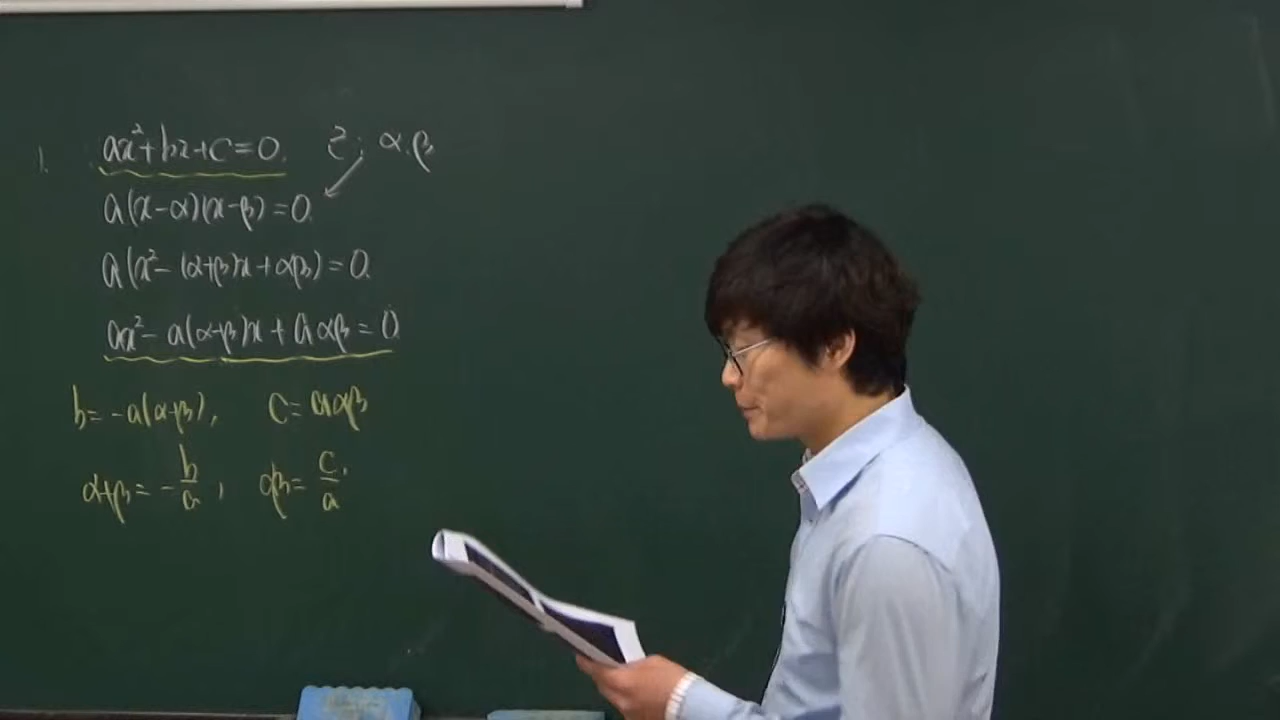 1. ax²+bx+c=0. 근: α.β
a(x-α)(x-β)=0.
a(x²-(α+β)x+αβ)=0.
ax²-a(α+β)x+aαβ=0.
b=-a(α+β), c=aαβ
α+β=-b/a, αβ=c/a.